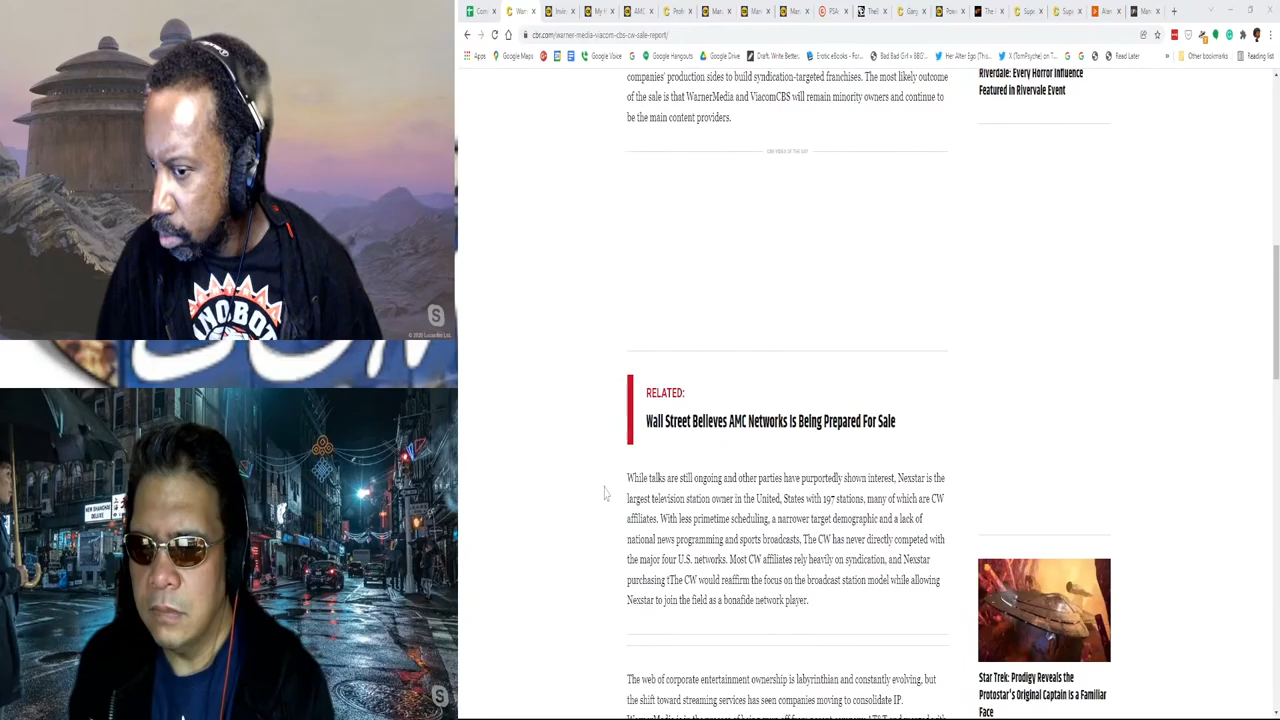 cbr.com/warner-media-viacom-cbs-cw-sale-report/
Apps
Google Maps
Google Voice
Google Hangouts
Google Drive
Draft. Write Better.
Erotic eBooks - For...
Bad Bad Girl
Her Alter Ego (This...
X (TomPsyche) on T...
Read Later
Other bookmarks
Reading list
companies' production sides to build syndication-targeted franchises. The most likely outcome
of the sale is that WarnerMedia and ViacomCBS will remain minority owners and continue to
be the main content providers.
CBR VIDEO OF THE DAY
RELATED:
Wall Street Believes AMC Networks Is Being Prepared For Sale
While talks are still ongoing and other parties have purportedly shown interest, Nexstar is the
largest television station owner in the United, States with 197 stations, many of which are CW
affiliates. With less primetime scheduling, a narrower target demographic and a lack of
national news programming and sports broadcasts, The CW has never directly competed with
the major four U.S. networks. Most CW affiliates rely heavily on syndication, and Nexstar
purchasing tThe CW would reaffirm the focus on the broadcast station model while allowing
Nexstar to join the field as a bonafide network player.
The web of corporate entertainment ownership is labyrinthian and constantly evolving, but
the shift toward streaming services has seen companies moving to consolidate IP.
Riverdale: Every Horror Influence
Featured in Rivervale Event
Star Trek: Prodigy Reveals the
Protostar's Original Captain is a Familiar
Face
NOBOT
© 2020 Lucasfilm Ltd.
NEW SHANGHAI
DELUXE